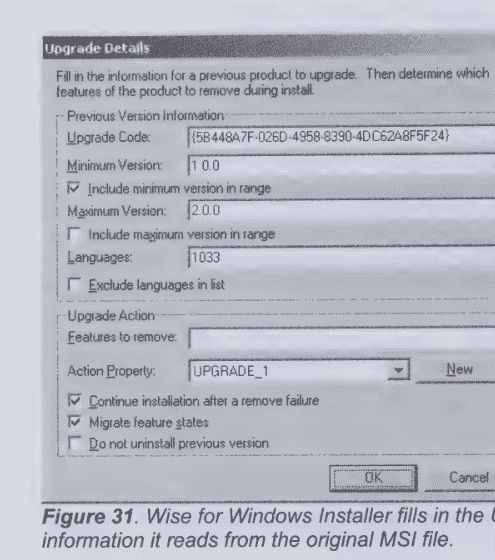 Upgrade Details
Fill in the information for a previous product to upgrade. Then determine which
features of the product to remove during install.
Previous Version Information
Upgrade Code: {5B448A7F-026D-4958-8390-4DC62A8F5F24}
Minimum Version: 1.0.0
Include minimum version in range
Maximum Version: 2.0.0
Include maximum version in range
Languages: 1033
Exclude languages in list
Upgrade Action
Features to remove:
Action Property: UPGRADE_1 New
Continue installation after a remove failure
Migrate feature states
Do not uninstall previous version
OK Cancel
Figure 31. Wise for Windows Installer fills in the
information it reads from the original MSI file.